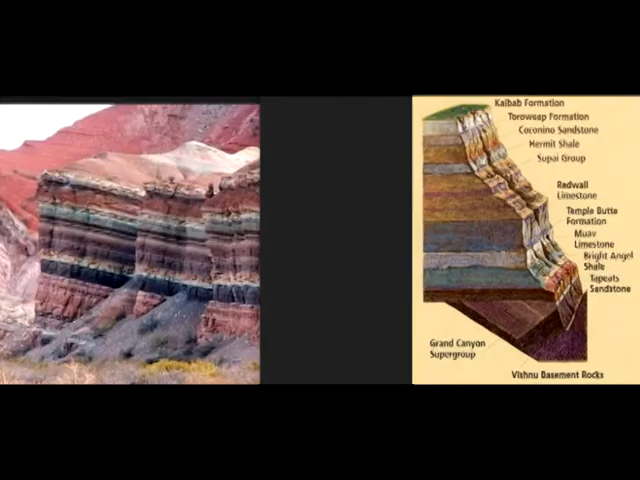 Kaibab Formation
Toroweap Formation
Coconino Sandstone
Hermit Shale
Supai Group
Redwall
Limestone
Temple Butte
Formation
Muav
Limestone
Bright Angel
Shale
Tapeats
Sandstone
Grand Canyon
Supergroup
Vishnu Basement Rocks